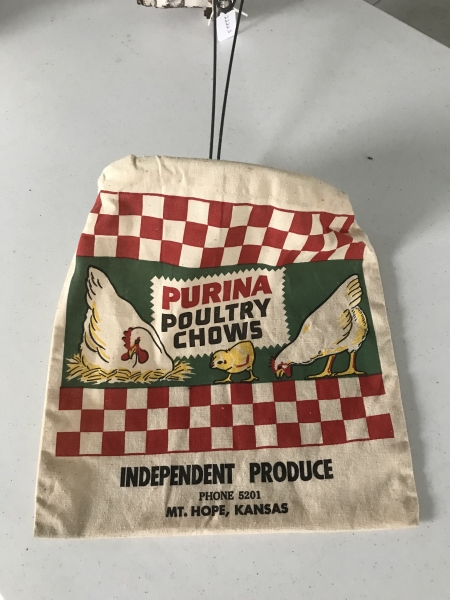 PURINA
POULTRY
CHOWS
INDEPENDENT PRODUCE
PHONE 5201
MT. HOPE, KANSAS